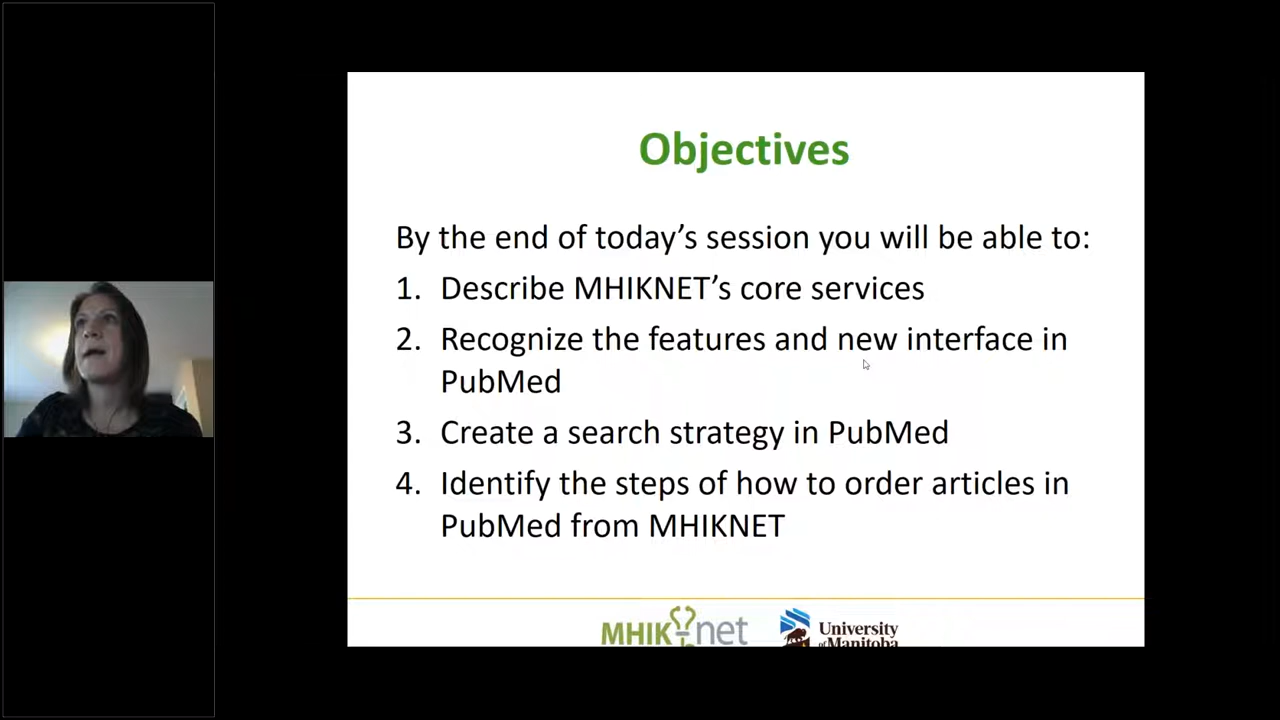 Objectives
By the end of today's session you will be able to:
1. Describe MHIKNET's core services
2. Recognize the features and new interface in
PubMed
3. Create a search strategy in PubMed
4. Identify the steps of how to order articles in
PubMed from MHIKNET
MHIKnet University
of Manitoba